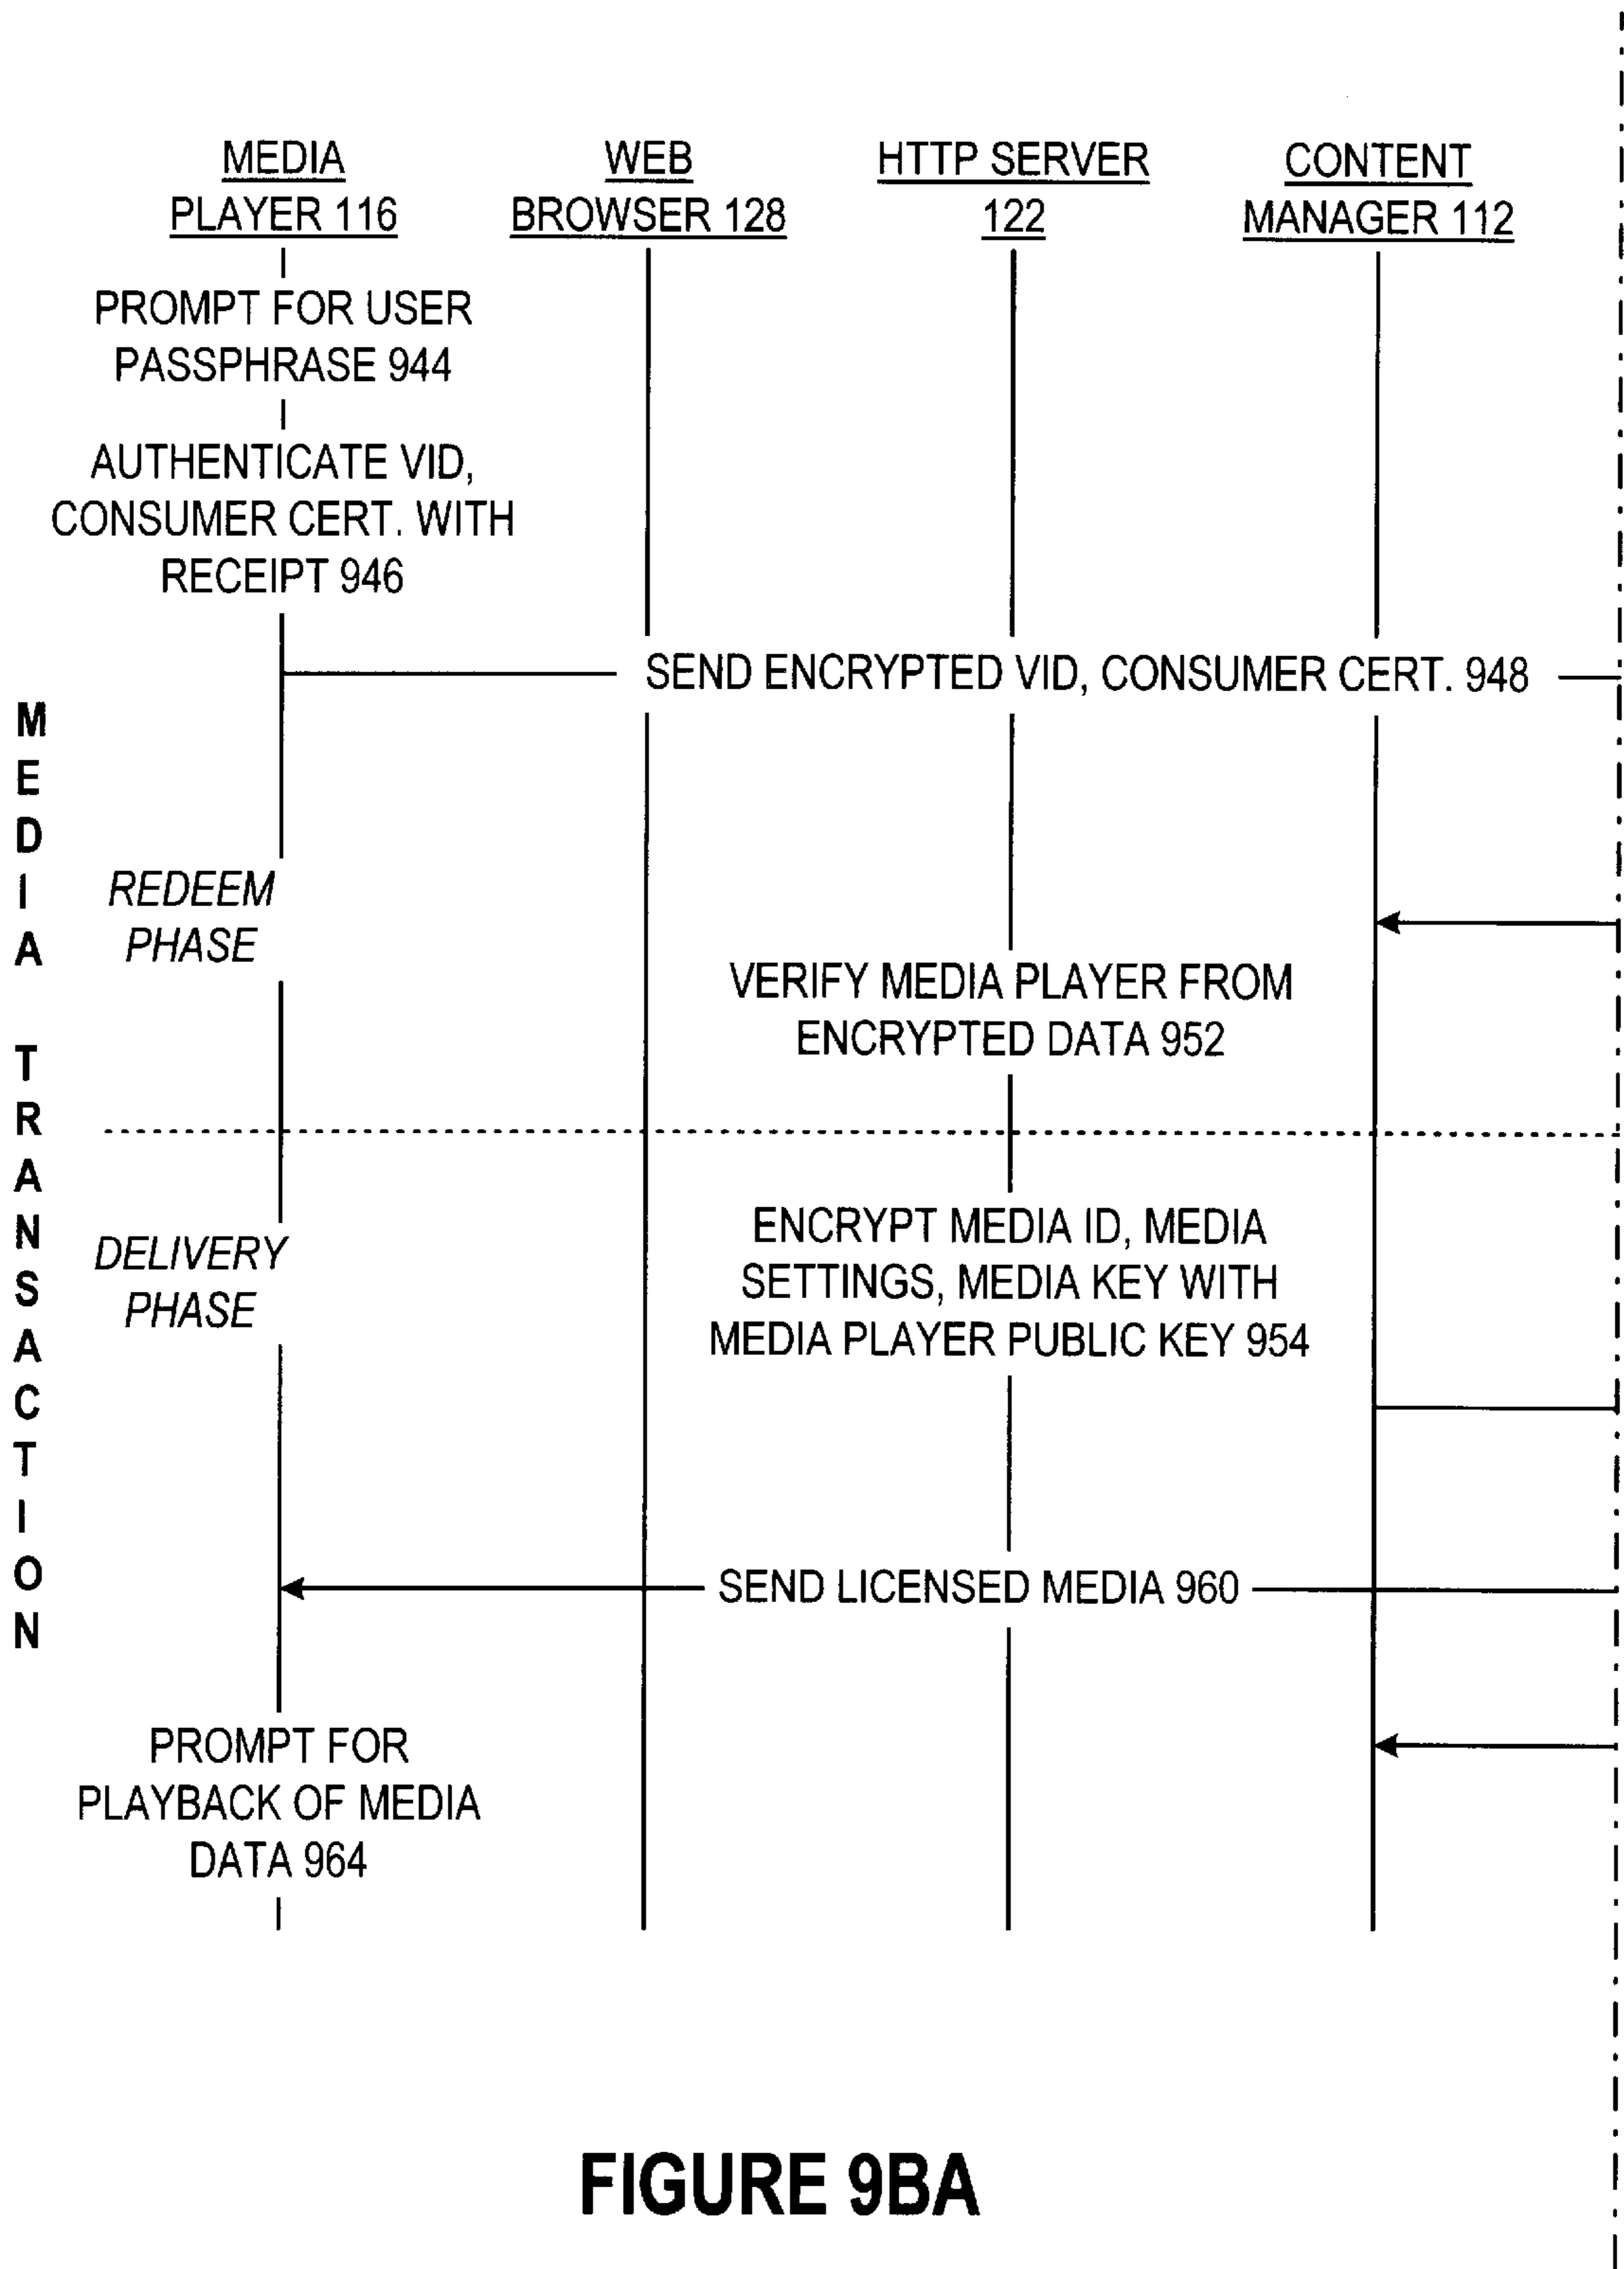 MEDIA
PLAYER 116
WEB
BROWSER 128
HTTP SERVER
122
CONTENT
MANAGER 112
PROMPT FOR USER
PASSPHRASE 944
AUTHENTICATE VID,
CONSUMER CERT. WITH
RECEIPT 946
SEND ENCRYPTED VID, CONSUMER CERT. 948
MEDIA TRANSACTION
REDEEM
PHASE
VERIFY MEDIA PLAYER FROM
ENCRYPTED DATA 952
DELIVERY
PHASE
ENCRYPT MEDIA ID, MEDIA
SETTINGS, MEDIA KEY WITH
MEDIA PLAYER PUBLIC KEY 954
SEND LICENSED MEDIA 960
PROMPT FOR
PLAYBACK OF MEDIA
DATA 964
FIGURE 9BA